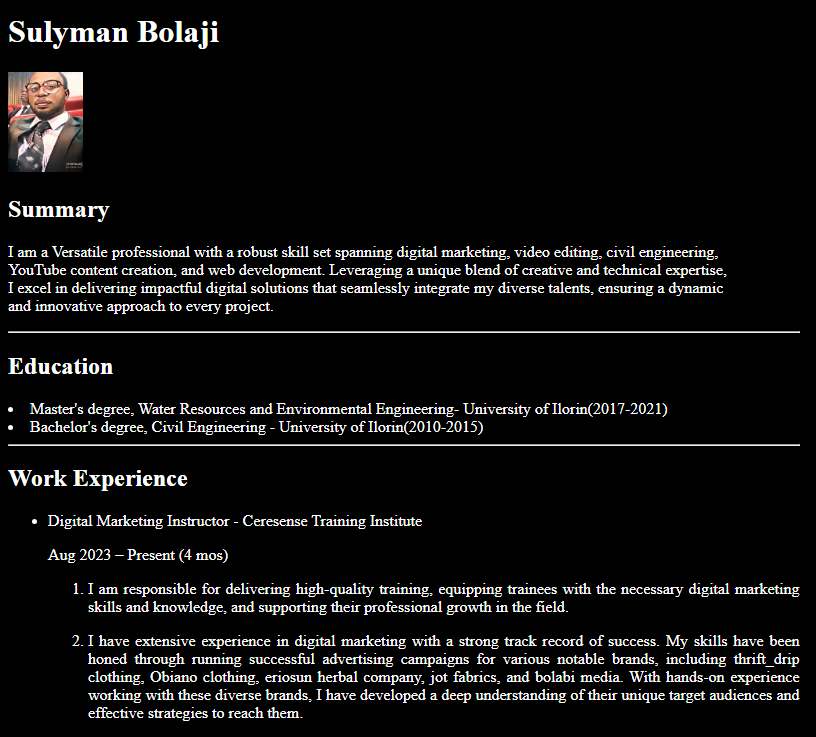 Sulyman Bolaji
Summary
I am a Versatile professional with a robust skill set spanning digital marketing, video editing, civil engineering,
YouTube content creation, and web development. Leveraging a unique blend of creative and technical expertise,
I excel in delivering impactful digital solutions that seamlessly integrate my diverse talents, ensuring a dynamic
and innovative approach to every project.
Education
• Master's degree, Water Resources and Environmental Engineering- University of Ilorin(2017-2021)
• Bachelor's degree, Civil Engineering - University of Ilorin(2010-2015)
Work Experience
• Digital Marketing Instructor - Ceresense Training Institute
Aug 2023 – Present (4 mos)
1. I am responsible for delivering high-quality training, equipping trainees with the necessary digital marketing
skills and knowledge, and supporting their professional growth in the field.
2. I have extensive experience in digital marketing with a strong track record of success. My skills have been
honed through running successful advertising campaigns for various notable brands, including thrift_drip
clothing, Obiano clothing, eriosun herbal company, jot fabrics, and bolabi media. With hands-on experience
working with these diverse brands, I have developed a deep understanding of their unique target audiences and
effective strategies to reach them.